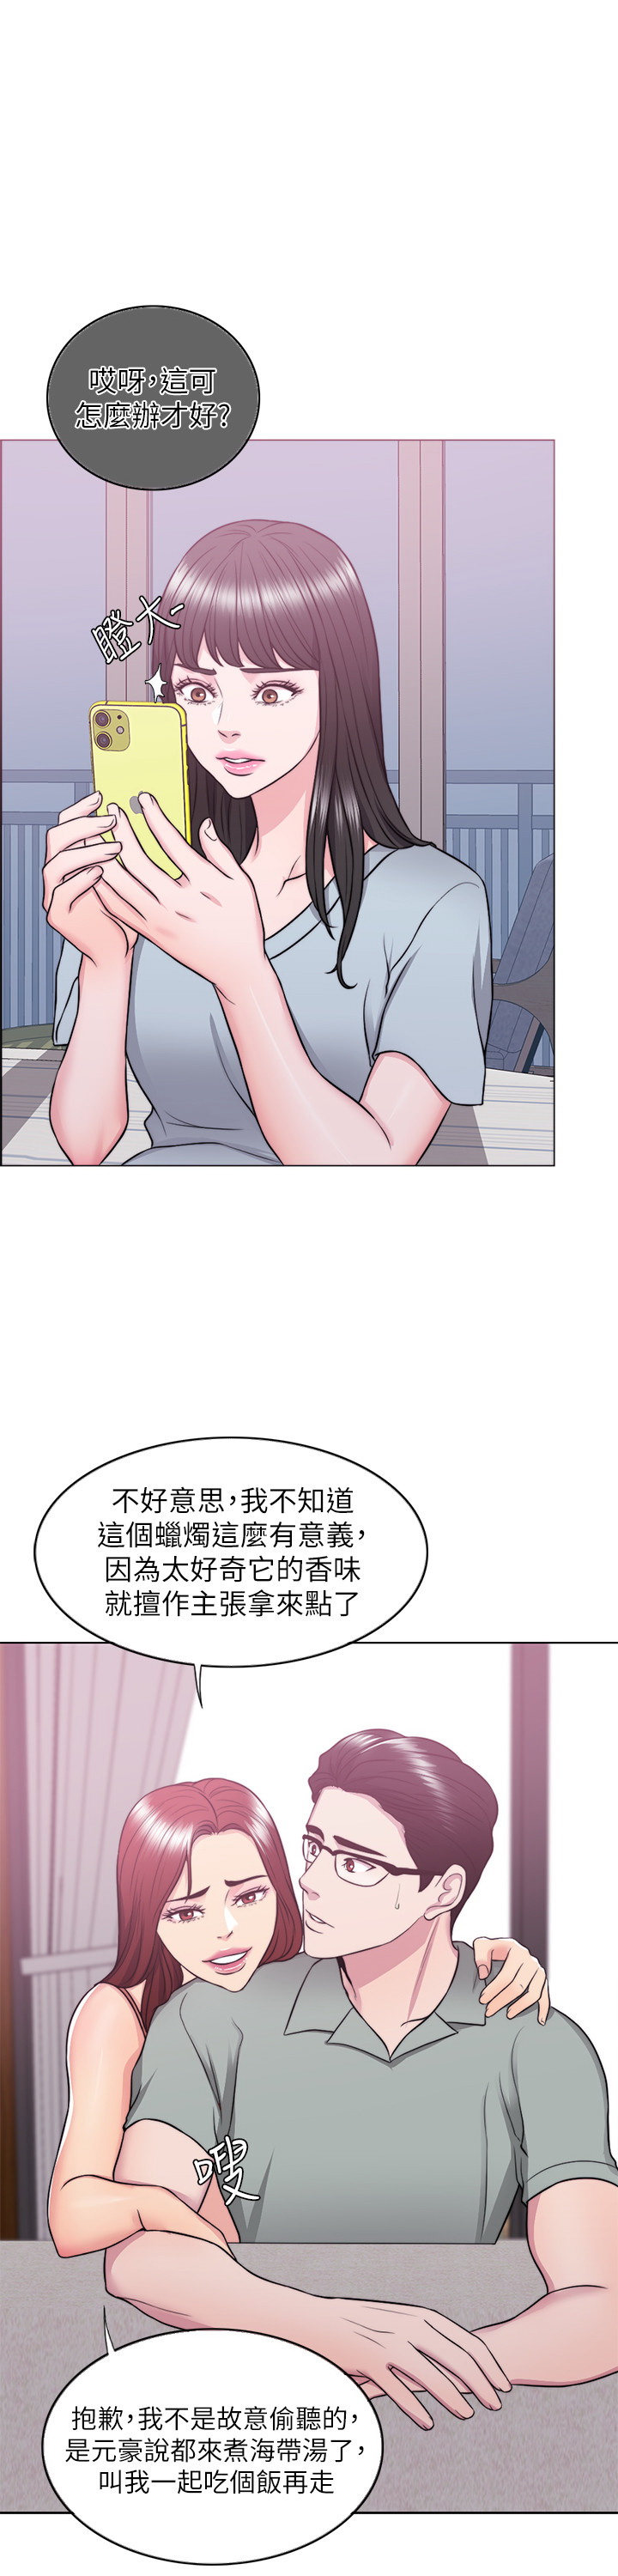 哎呀，這可
怎麼辦才好？
瞪大-
不好意思，我不知道
這個蠟燭這麼有意義，
因為太好奇它的香味
就擅作主張拿來點了
嗖
抱歉，我不是故意偷聽的，
是元豪說都來煮海帶湯了，
叫我一起吃個飯再走